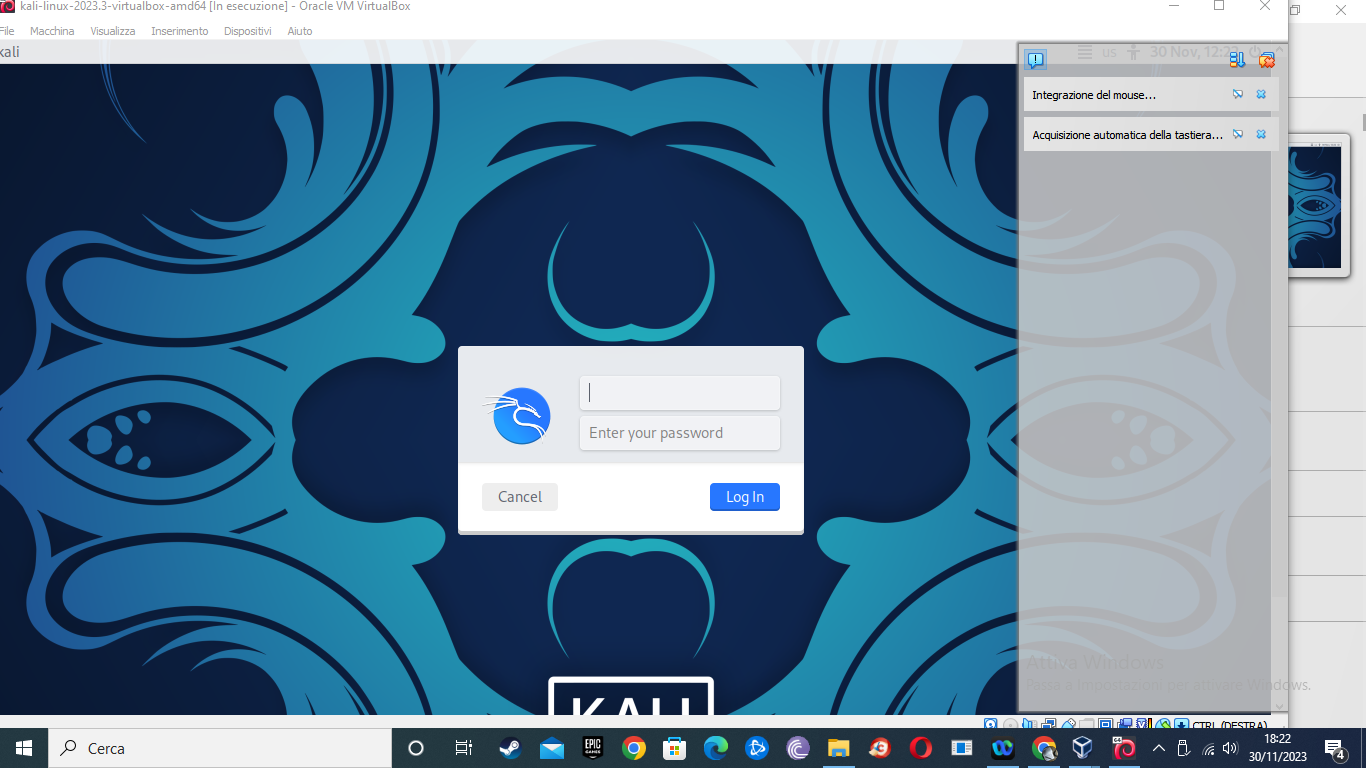 kali-linux-2023.3-virtualbox-amd64 [In esecuzione] - Oracle VM VirtualBox
File Macchina Visualizza Inserimento Dispositivi Aiuto
kali
us 30 Nov, 12:22
Integrazione del mouse...
Acquisizione automatica della tastiera...
Enter your password
Cancel Log In
KALI
Attiva Windows
Passa a Impostazioni per attivare Windows.
CTRL (DESTRA)
Cerca
EPIC
GAMES
64
18:22
30/11/2023
4